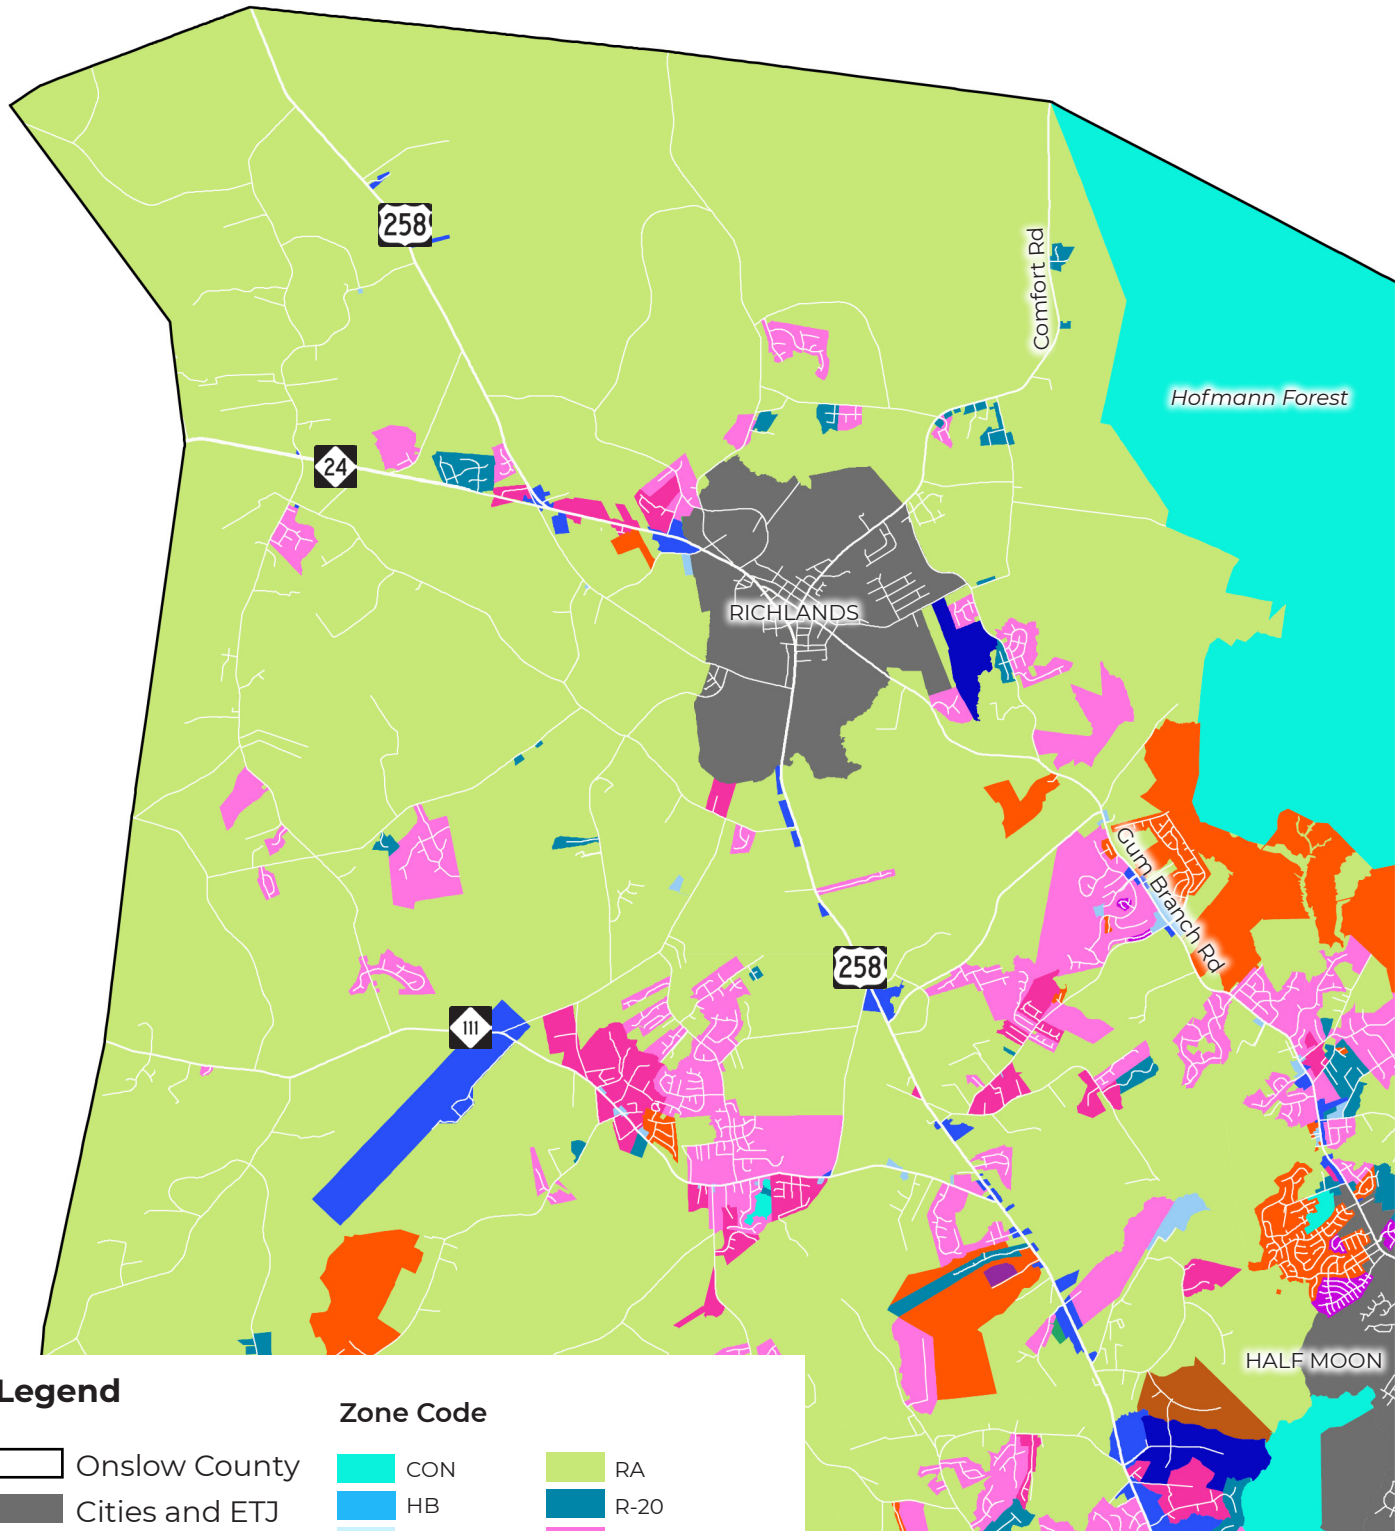 258
Comfort Rd
Hofmann Forest
24
RICHLANDS
Gum Branch Rd
258
111
HALF MOON
Legend
Zone Code
Onslow County
Cities and ETJ
CON
HB
RA
R-20